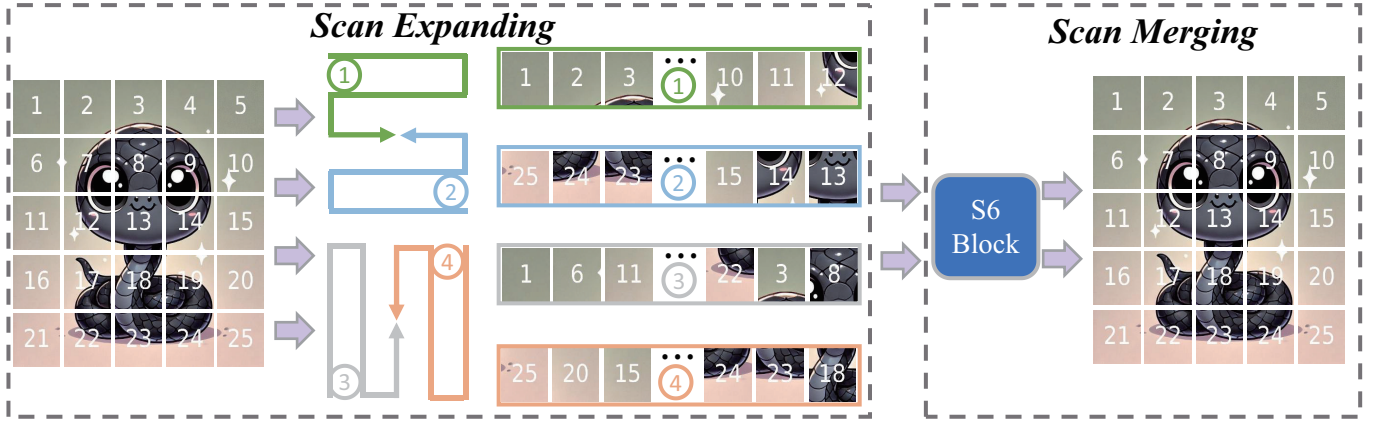 Scan Expanding
1 2 3 4 5
6 7 8 9 10
11 12 13 14 15
16 17 18 19 20
21 22 23 24 25
1
2
3
4
1 2 3 ••• 1 10 11 12
25 24 23 ••• 2 15 14 13
1 6 11 ••• 3 22 3 8
25 20 15 ••• 4 24 23 18
Scan Merging
S6
Block
1 2 3 4 5
6 7 8 9 10
11 12 13 14 15
16 17 18 19 20
21 22 23 24 25